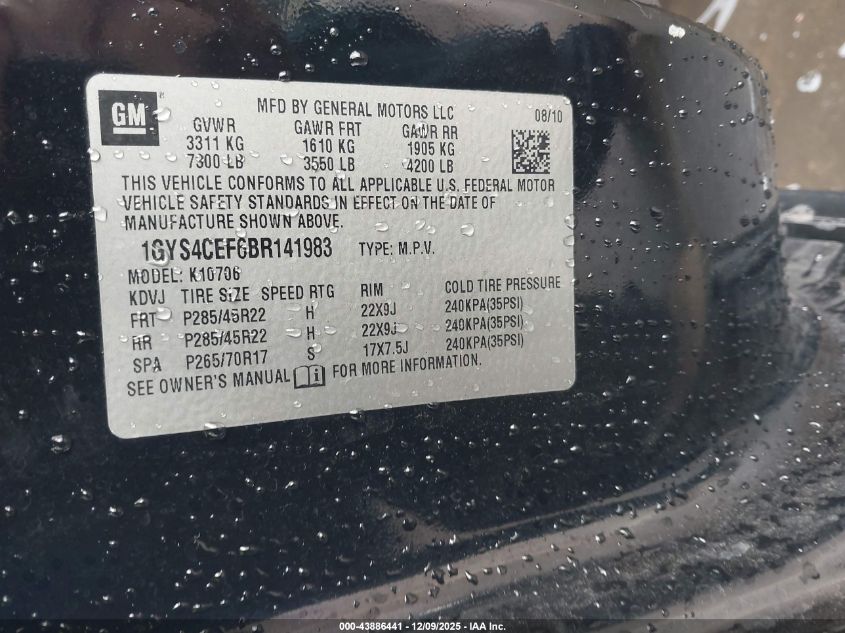 GM
MFD BY GENERAL MOTORS LLC 08/10
GVWR GAWR FRT GAWR RR
3311 KG 1610 KG 1905 KG
7300 LB 3550 LB 4200 LB
THIS VEHICLE CONFORMS TO ALL APPLICABLE U.S. FEDERAL MOTOR
VEHICLE SAFETY STANDARDS IN EFFECT ON THE DATE OF
MANUFACTURE SHOWN ABOVE.
1GYS4CEF6BR141983 TYPE: M.P.V.
MODEL: K10706
KDVJ TIRE SIZE SPEED RTG RIM COLD TIRE PRESSURE
FRT P285/45R22 H 22X9J 240KPA(35PSI)
RR P285/45R22 H 22X9J 240KPA(35PSI)
SPA P265/70R17 S 17X7.5J 240KPA(35PSI)
SEE OWNER'S MANUAL FOR MORE INFORMATION.
000-43886441 - 12/09/2025 - IAA Inc.